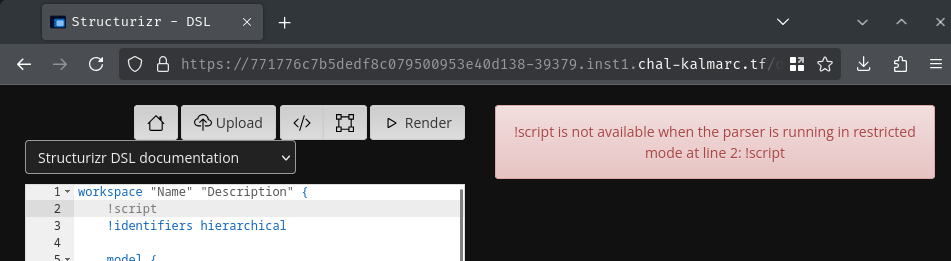 Structurizr - DSL
https://771776c7b5dedf8c079500953e40d138-39379.inst1.chal-kalmarc.tf/
Upload
Render
Structurizr DSL documentation
!script is not available when the parser is running in restricted
mode at line 2: !script
1 workspace "Name" "Description" {
2 !script
3 !identifiers hierarchical
4
5 model {